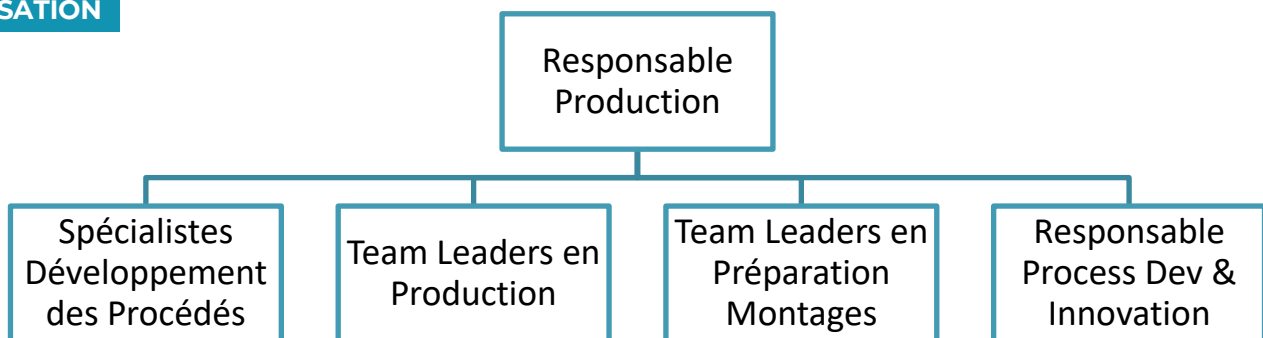 SATION
Responsable
Production
Spécialistes
Développement
des Procédés
Team Leaders en
Production
Team Leaders en
Préparation
Montages
Responsable
Process Dev &
Innovation